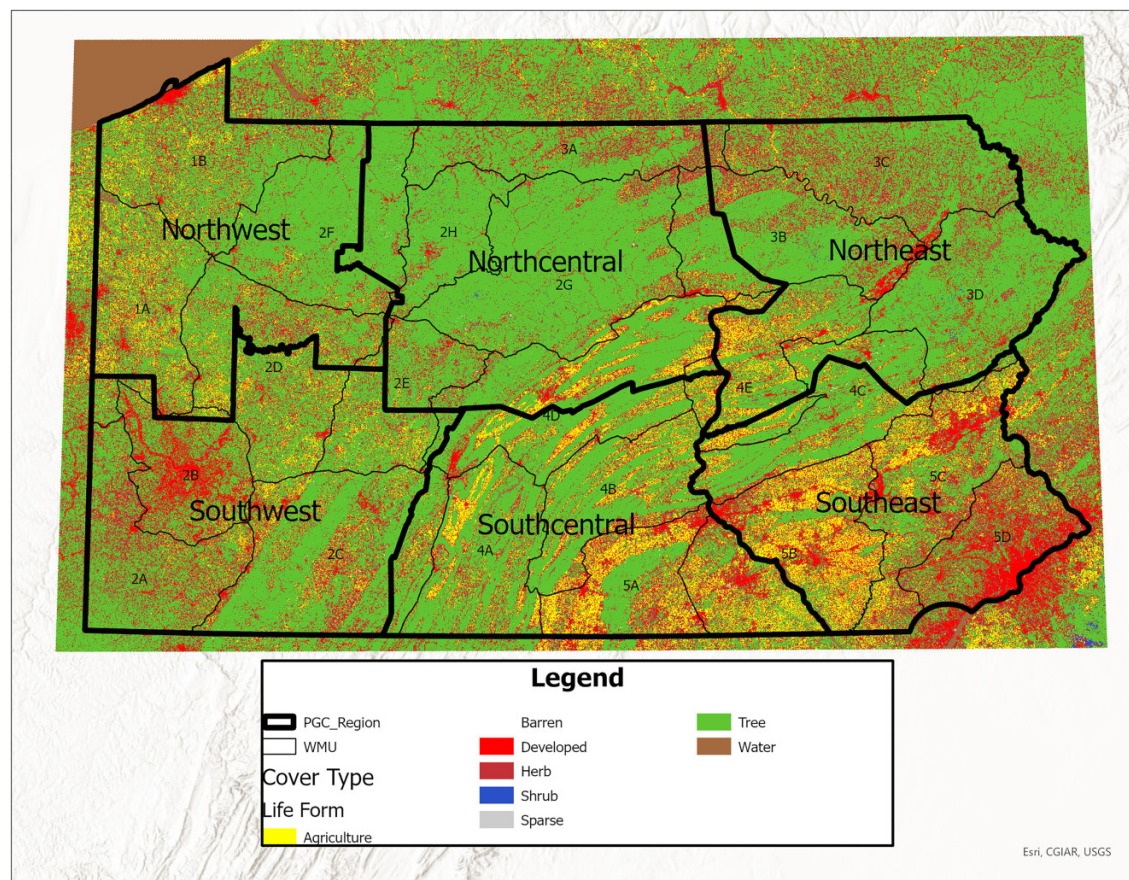 3A
1B
3C
Northwest
2F
2H
Northcentral
3B
Northeast
2G
3D
1A
2D
2E
4E
4C
4D
2B
4B
5C
Southwest
Southcentral
Southeast
5D
2C
4A
5B
2A
5A
Legend
PGC_Region
Barren
Tree
WMU
Developed
Water
Cover Type
Herb
Life Form
Shrub
Agriculture
Sparse
Esri, CGIAR, USGS